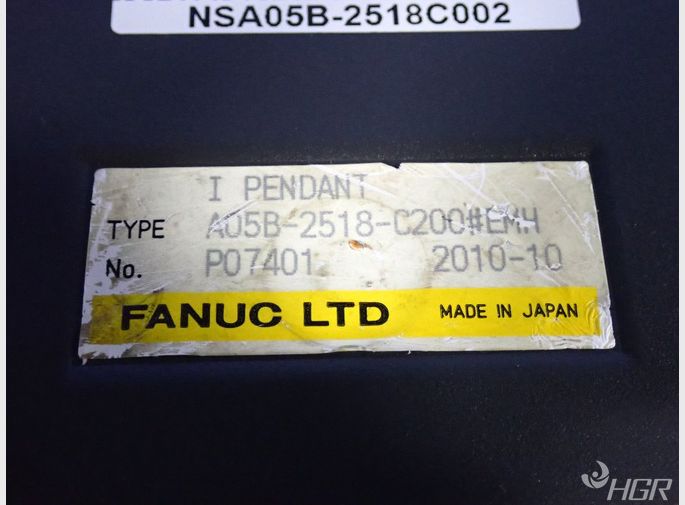 NSA05B-2518C002
I PENDANT
TYPE A05B-2518-C200#EMH
No. P07401 2010-10
FANUC LTD MADE IN JAPAN
HGR